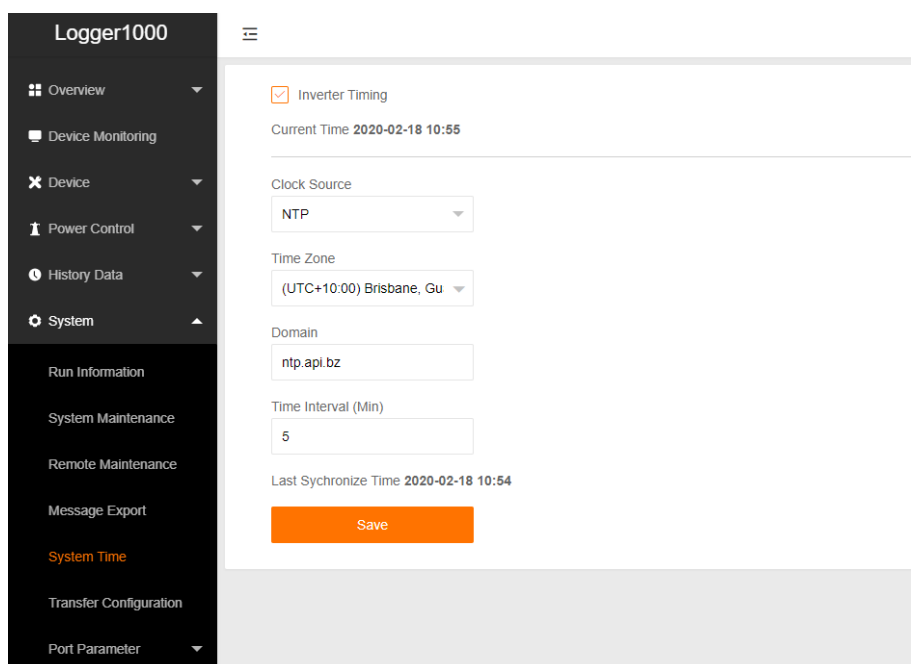 Logger1000
Overview
Device Monitoring
Device
Power Control
History Data
System
Run Information
System Maintenance
Remote Maintenance
Message Export
System Time
Transfer Configuration
Port Parameter
Inverter Timing
Current Time 2020-02-18 10:55
Clock Source
NTP
Time Zone
(UTC+10:00) Brisbane, Gu
Domain
ntp.api.bz
Time Interval (Min)
5
Last Sychronize Time 2020-02-18 10:54
Save